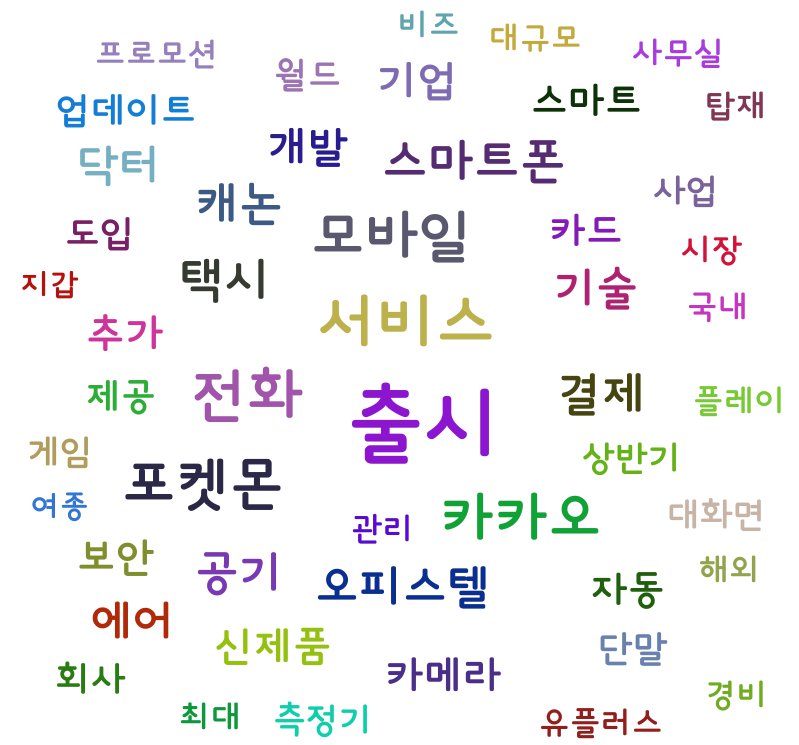 비즈
대규모
프로모션
사무실
월드
기업
업데이트
스마트
탑재
개발
스마트폰
닥터
사업
캐논
도입
모바일
카드
시장
택시
지갑
기술
국내
서비스
추가
전화
제공
출시
결제
플레이
게임
상반기
포켓몬
여종
관리
카카오
대화면
보안
공기
오피스텔
해외
자동
에어
신제품
단말
회사
카메라
경비
최대
측정기
유플러스